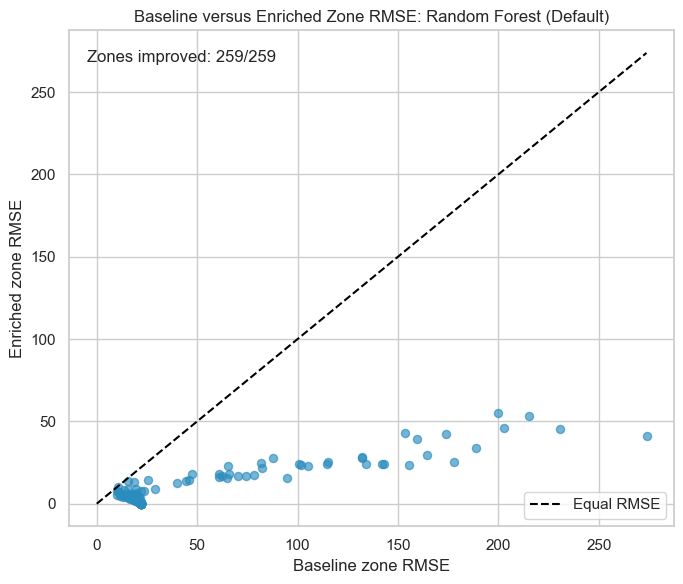 Baseline versus Enriched Zone RMSE: Random Forest (Default)
Zones improved: 259/259
250
200
150
100
50
0
Enriched zone RMSE
Equal RMSE
0 50 100 150 200 250
Baseline zone RMSE